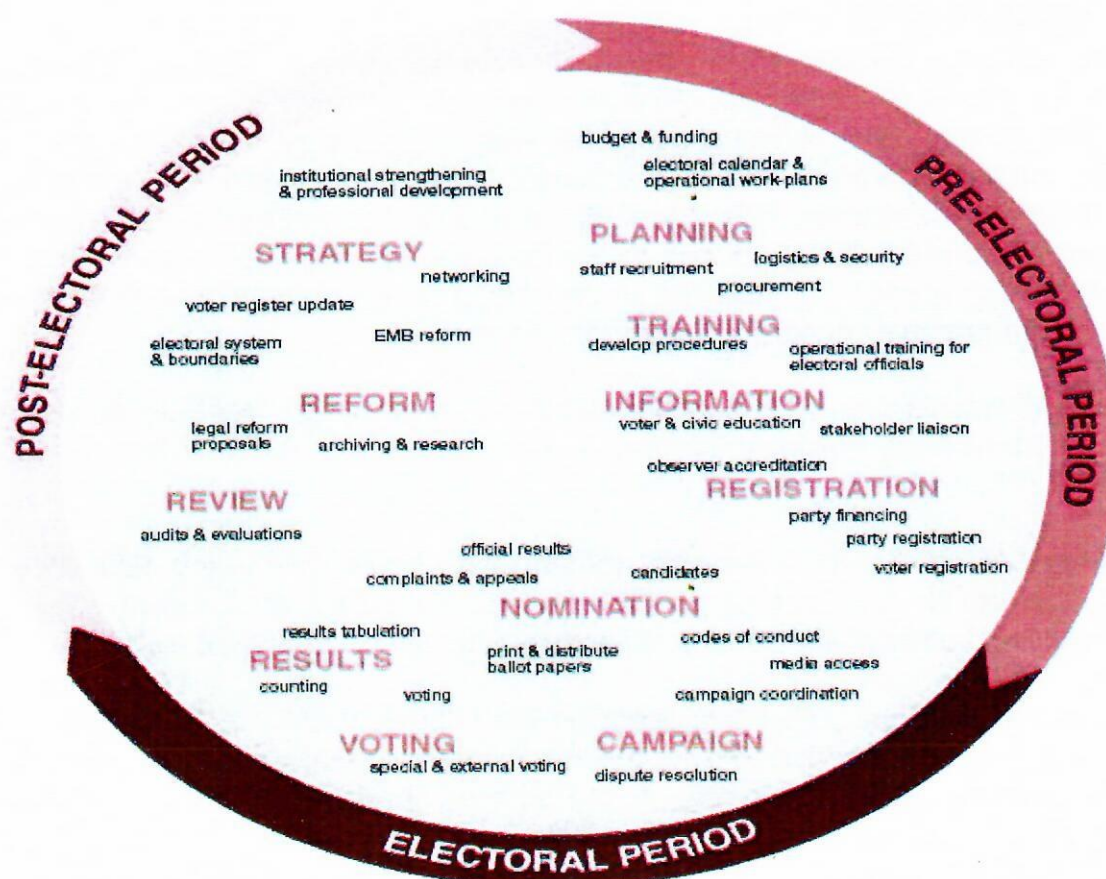 POST-ELECTORAL PERIOD
PRE-ELECTORAL PERIOD
ELECTORAL PERIOD
budget & funding
electoral calendar &
operational work-plans
PLANNING
staff recruitment
logistics & security
procurement
TRAINING
develop procedures
operational training for
electoral officials
INFORMATION
voter & civic education
stakeholder liaison
observer accreditation
REGISTRATION
party financing
party registration
voter registration
candidates
NOMINATION
print & distribute
ballot papers
codes of conduct
media access
campaign coordination
CAMPAIGN
dispute resolution
VOTING
special & external voting
voting
official results
complaints & appeals
results tabulation
RESULTS
counting
REVIEW
audits & evaluations
REFORM
legal reform
proposals
archiving & research
electoral system
& boundaries
EMB reform
voter register update
STRATEGY
networking
institutional strengthening
& professional development